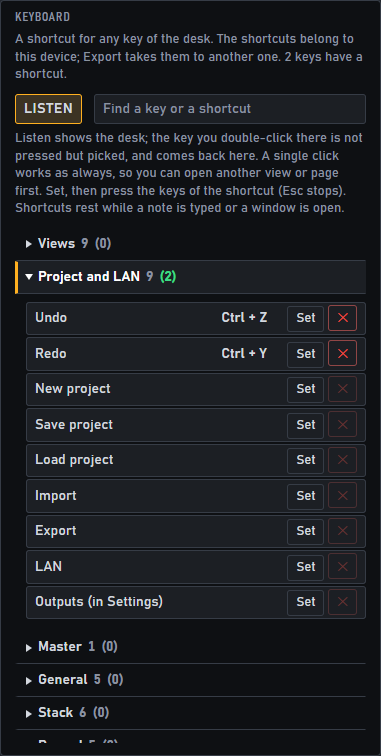 KEYBOARD
A shortcut for any key of the desk. The shortcuts belong to
this device; Export takes them to another one. 2 keys have a
shortcut.
LISTEN Find a key or a shortcut
Listen shows the desk; the key you double-click there is not
pressed but picked, and comes back here. A single click
works as always, so you can open another view or page
first. Set, then press the keys of the shortcut (Esc stops).
Shortcuts rest while a note is typed or a window is open.
Views 9 (0)
Project and LAN 9 (2)
Undo Ctrl + Z Set
Redo Ctrl + Y Set
New project Set
Save project Set
Load project Set
Import Set
Export Set
LAN Set
Outputs (in Settings) Set
Master 1 (0)
General 5 (0)
Stack 6 (0)